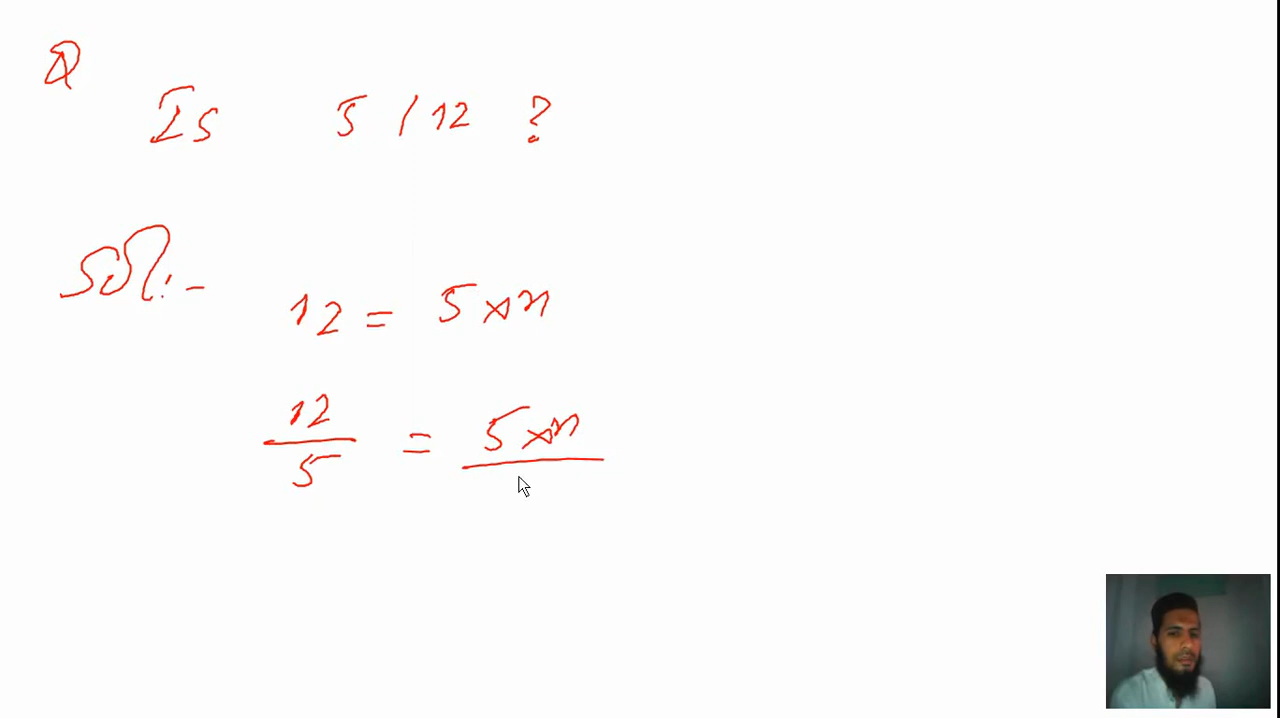 Q
Is 5 / 12 ?
Sol:-
12 = 5 × n
12/5 = 5 × n/